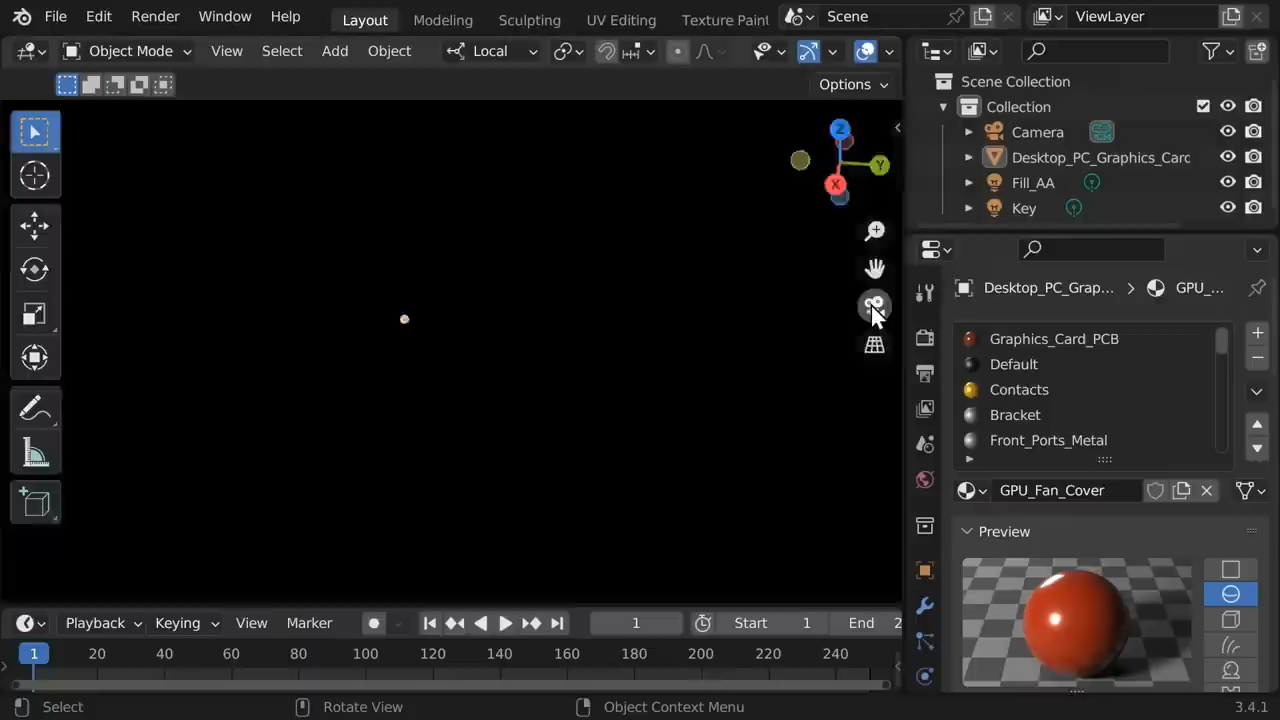 File Edit Render Window Help Layout Modeling Sculpting UV Editing Texture Paint Scene ViewLayer
Object Mode View Select Add Object Local
Options
Scene Collection
Collection
Camera
Desktop_PC_Graphics_Card
Fill_AA
Key
Z
Y
X
Desktop_PC_Grap... > GPU_...
Graphics_Card_PCB
Default
Contacts
Bracket
Front_Ports_Metal
GPU_Fan_Cover
Preview
Playback Keying View Marker 1 Start 1 End 2
1 20 40 60 80 100 120 140 160 180 200 220 240
Select Rotate View Object Context Menu 3.4.1